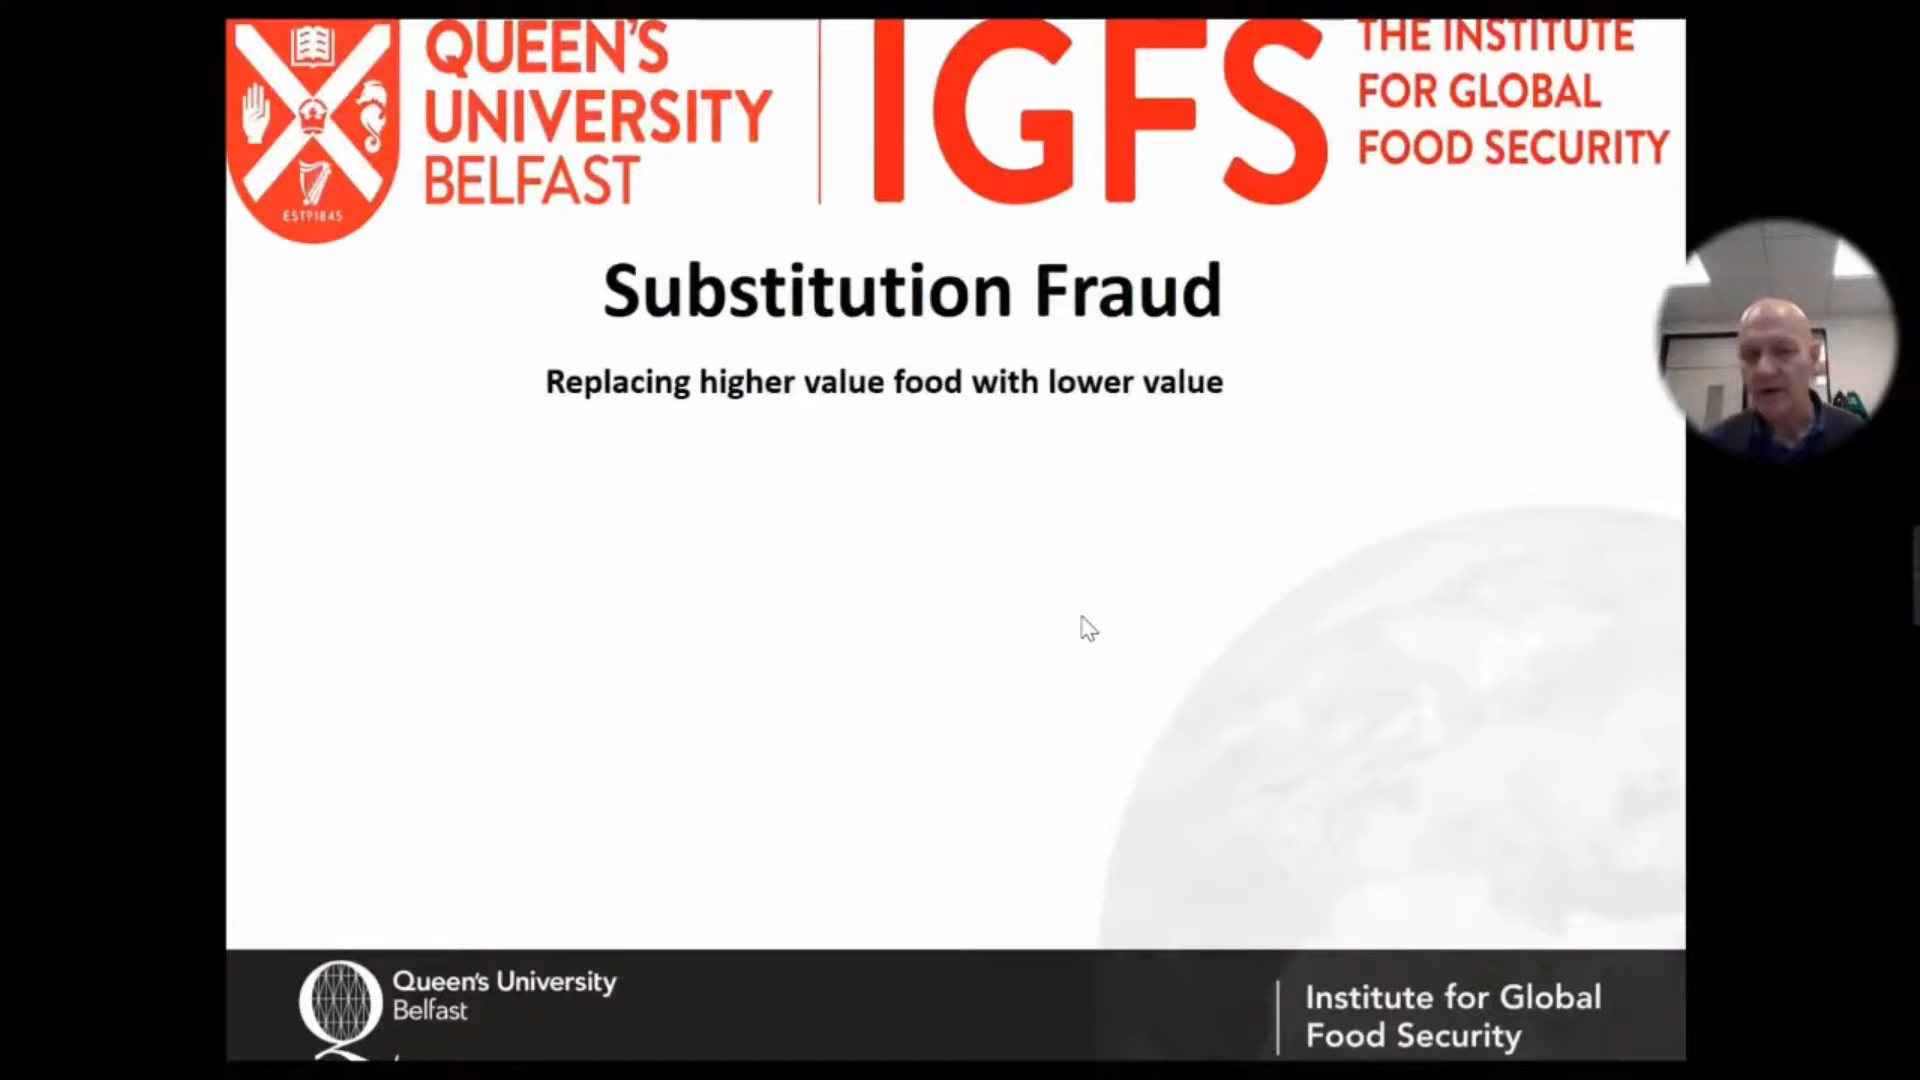 QUEEN'S
UNIVERSITY
BELFAST
ESTD1845
IGFS
THE INSTITUTE
FOR GLOBAL
FOOD SECURITY
Substitution Fraud
Replacing higher value food with lower value
Queen's University
Belfast
Institute for Global
Food Security